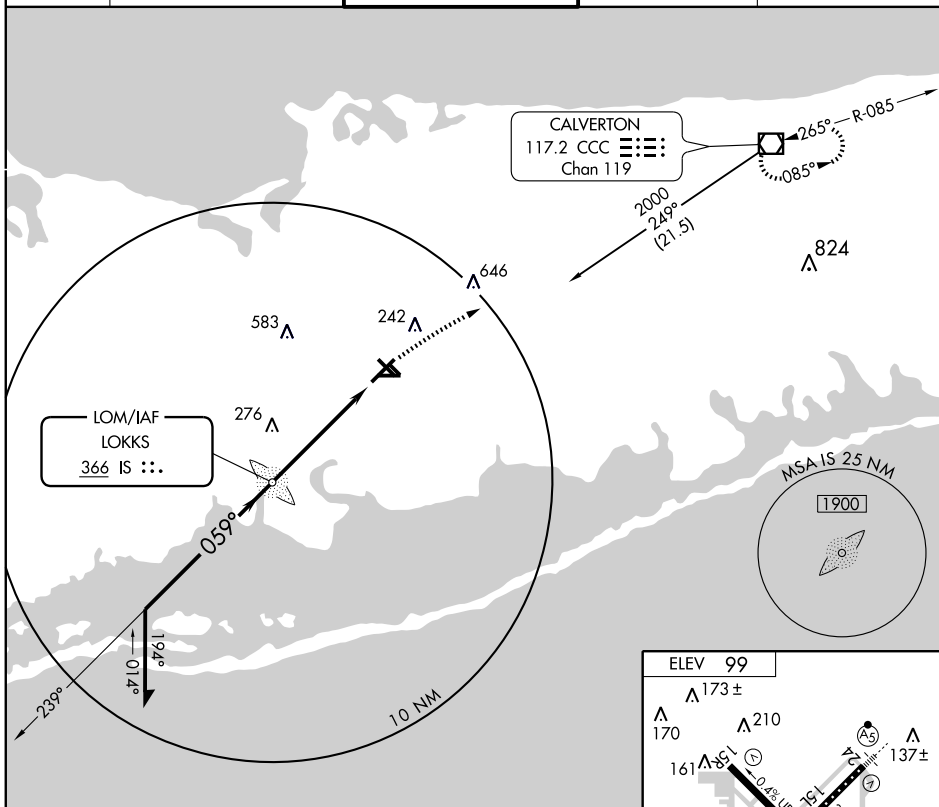 CALVERTON
117.2 CCC
Chan 119
265°
R-085
085°
2000
249°
(21.5)
824
646
583
242
LOM/IAF
LOKKS
366 IS
276
059°
194°
014°
239°
10 NM
MSA IS 25 NM
1900
ELEV 99
173 ±
170
210
161
15R
V
0.4% UP
15L
24
A5
V
137±